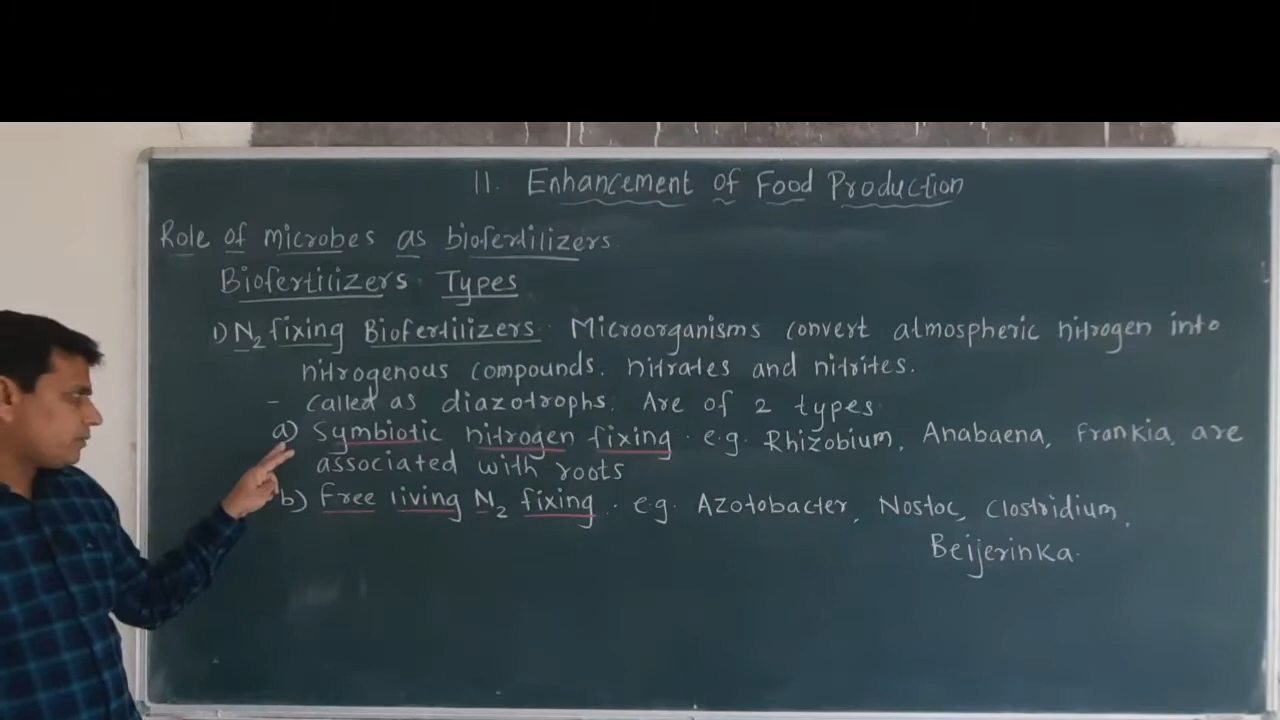 11. Enhancement of Food Production
Role of microbes as biofertilizers.
Biofertilizers Types
1) N₂ fixing Biofertilizers: Microorganisms convert atmospheric nitrogen into
nitrogenous compounds. nitrates and nitrites.
- called as diazotrophs. Are of 2 types
a) Symbiotic nitrogen fixing. e.g. Rhizobium, Anabaena, Frankia, are
associated with roots
b) Free living N₂ fixing. e.g. Azotobacter, Nostoc, Clostridium,
Beijerinka.